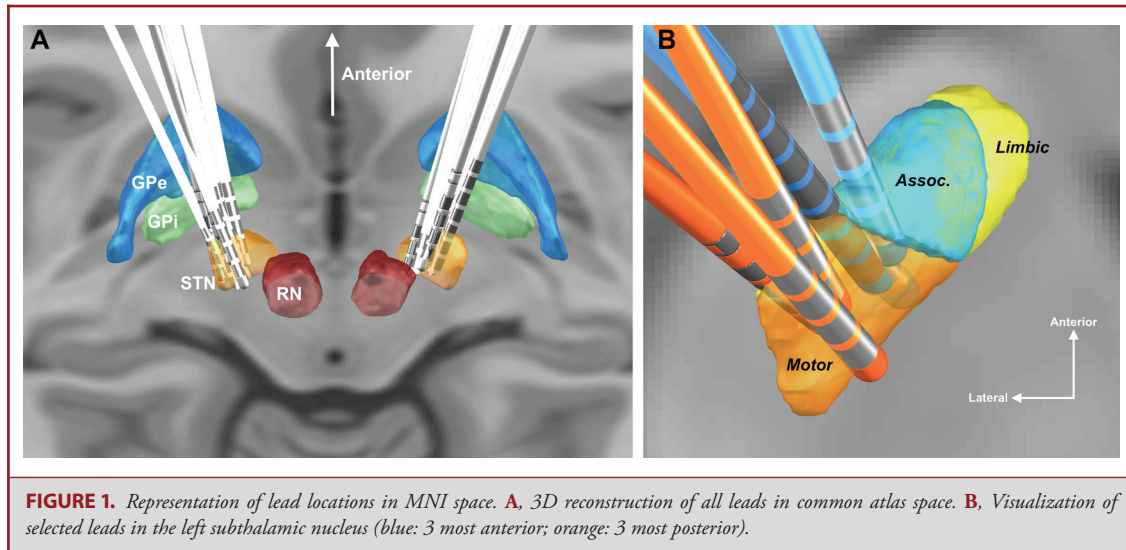 A
Anterior
GPe
GPi
STN
RN
B
Limbic
Assoc.
Motor
Anterior
Lateral
FIGURE 1. Representation of lead locations in MNI space. A, 3D reconstruction of all leads in common atlas space. B, Visualization of
selected leads in the left subthalamic nucleus (blue: 3 most anterior; orange: 3 most posterior).